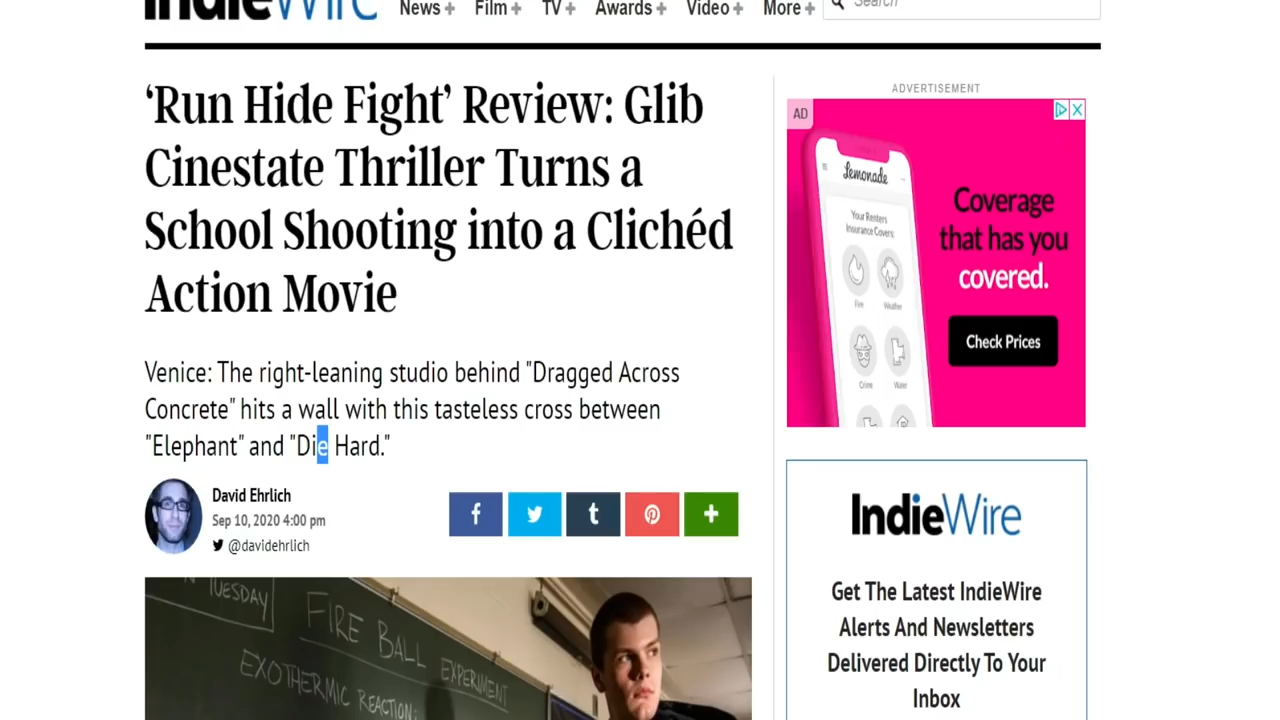 IndieWire
News + Film + TV + Awards + Video + More +
Search
‘Run Hide Fight’ Review: Glib
Cinestate Thriller Turns a
School Shooting into a Clichéd
Action Movie
Venice: The right-leaning studio behind "Dragged Across
Concrete" hits a wall with this tasteless cross between
"Elephant" and "Die Hard."
David Ehrlich
Sep 10, 2020 4:00 pm
@davidehrlich
f t +
N TUESDAY
FIRE BALL EXPERIMENT
EXOTHERMIC REACTION:
ADVERTISEMENT
AD
Lemonade
Your Renters
Insurance Covers:
Fire Weather
Crime Water
Coverage
that has you
covered.
Check Prices
IndieWire
Get The Latest IndieWire
Alerts And Newsletters
Delivered Directly To Your
Inbox